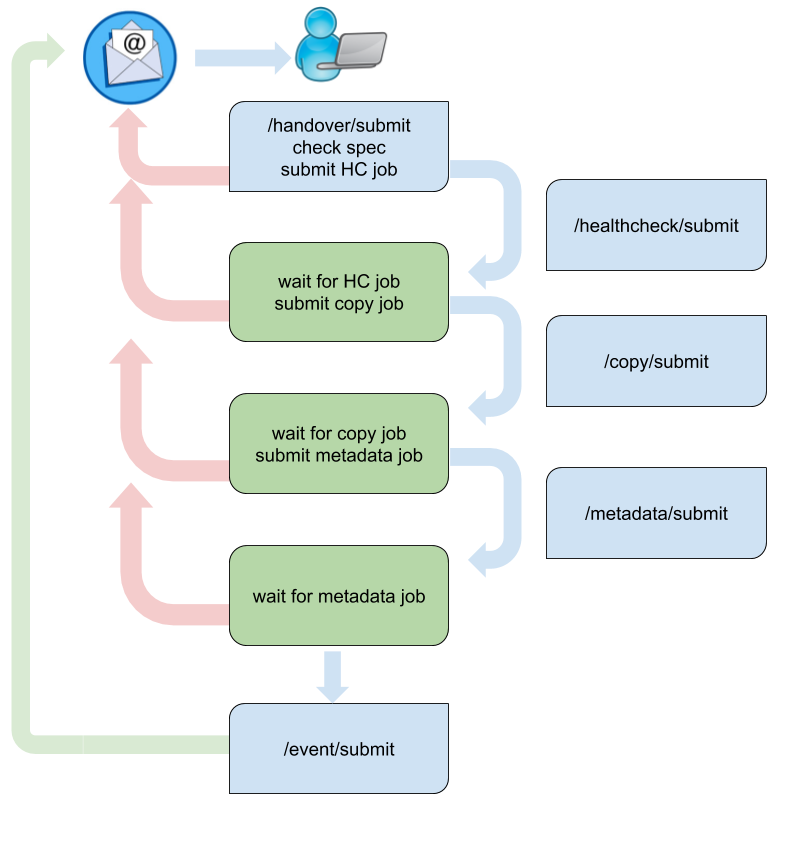 @
/handover/submit
check spec
submit HC job
/healthcheck/submit
wait for HC job
submit copy job
/copy/submit
wait for copy job
submit metadata job
/metadata/submit
wait for metadata job
/event/submit